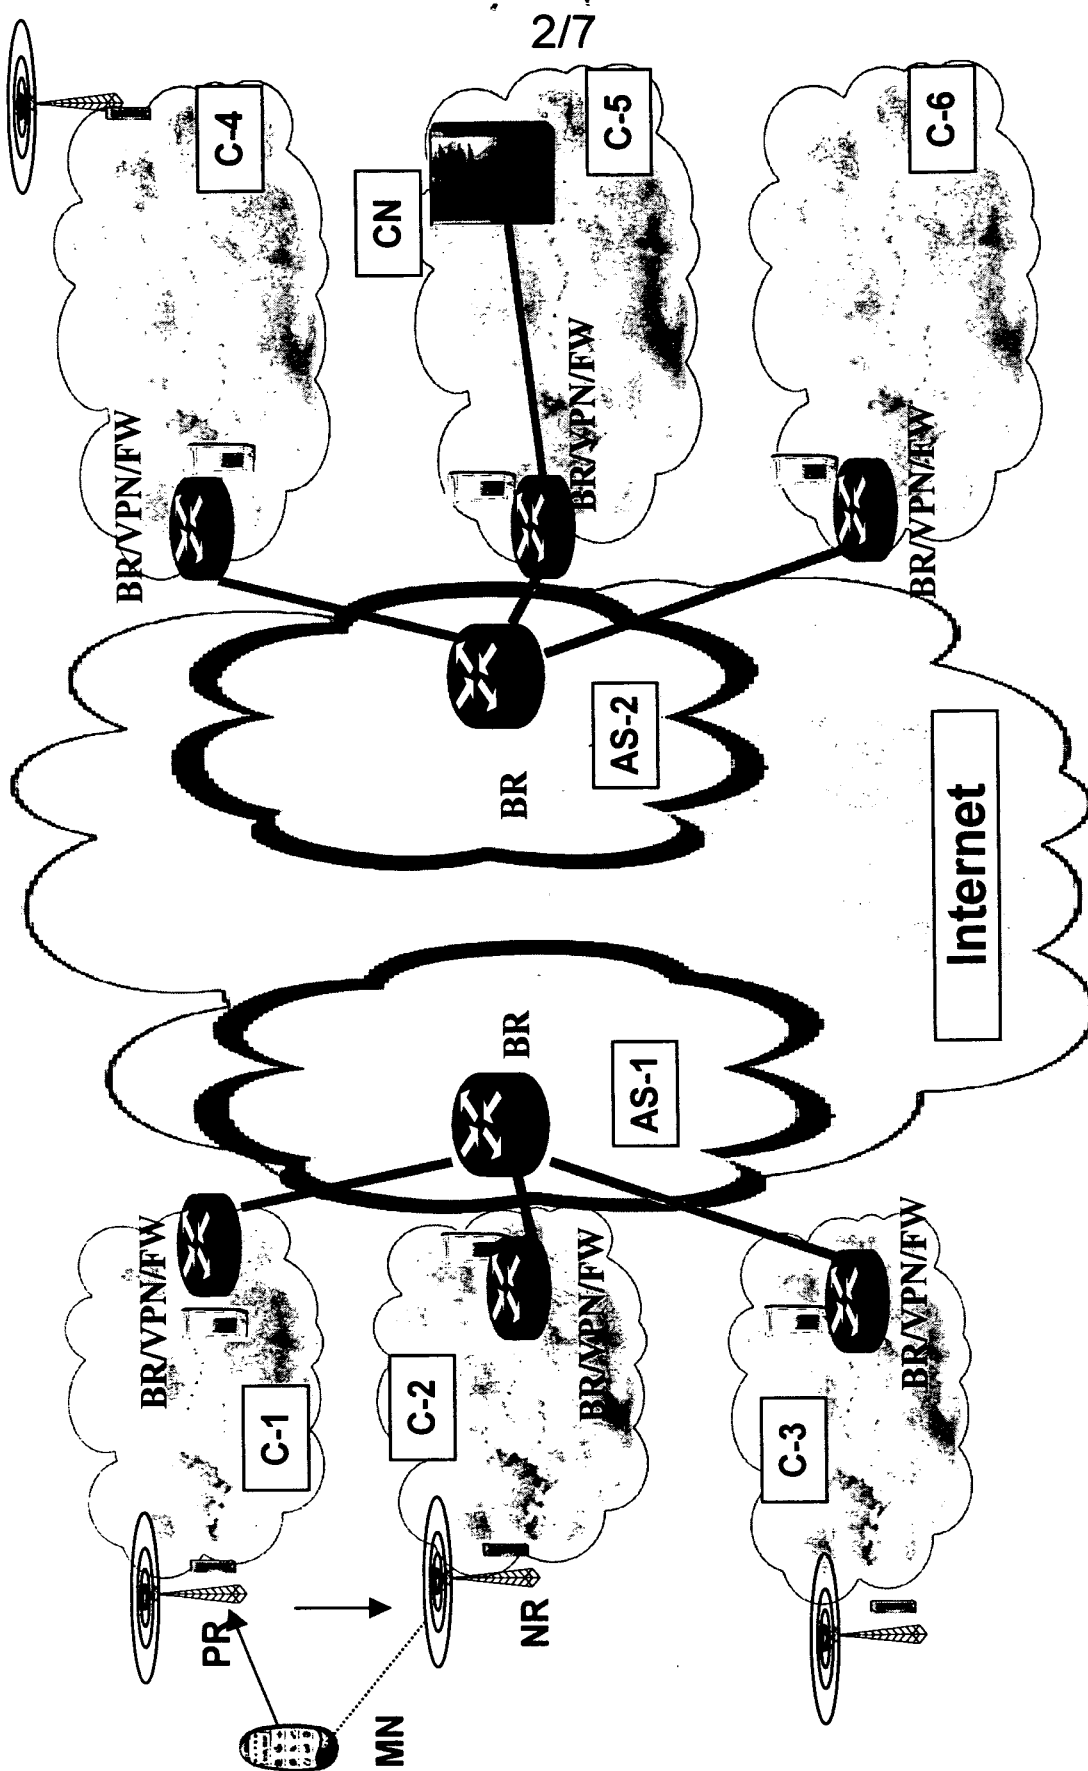 2/7
C-4
CN
C-5
C-6
BR/VPN/FW
BR/VPN/FW
BR/VPN/FW
AS-2
BR
Internet
BR
AS-1
BR/VPN/FW
BR/VPN/FW
BR/VPN/FW
C-1
C-2
C-3
PR
NR
MN